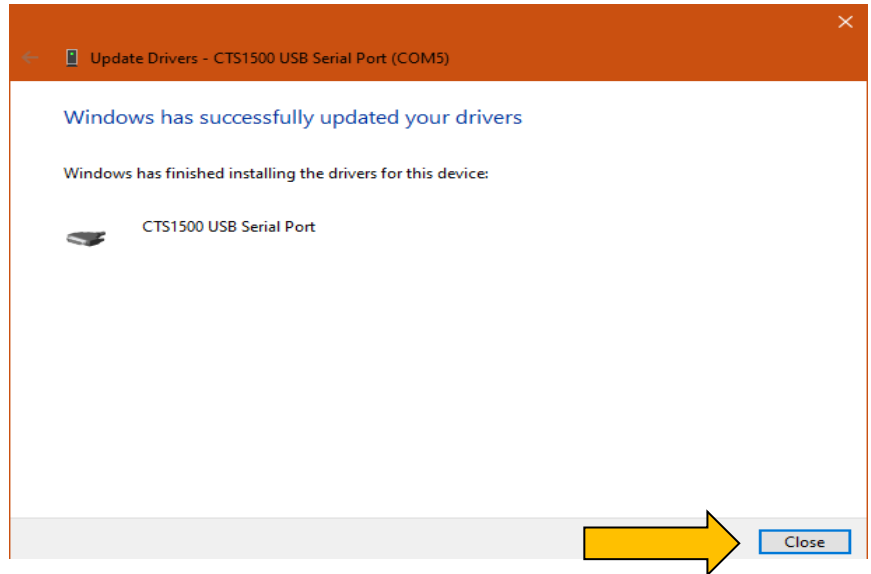 Update Drivers - CTS1500 USB Serial Port (COM5)
Windows has successfully updated your drivers
Windows has finished installing the drivers for this device:
CTS1500 USB Serial Port
Close